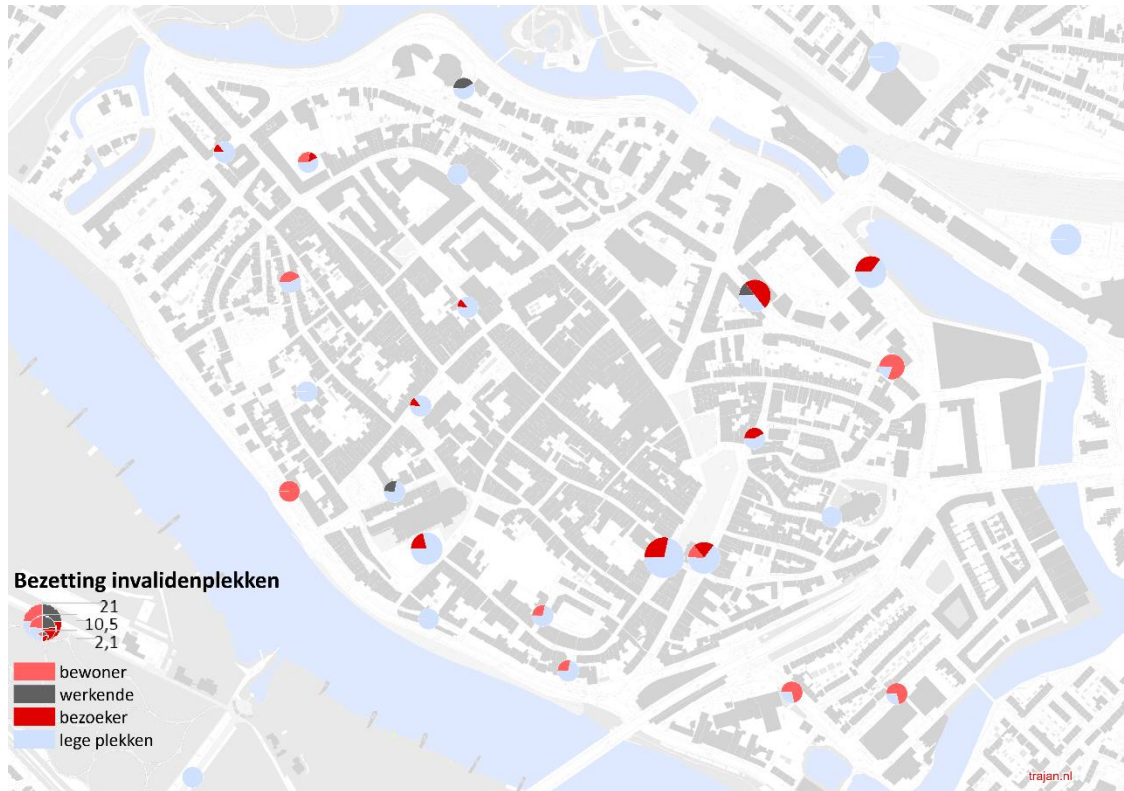 Bezetting invalidenplekken
21
10,5
2,1
bewoner
werkende
bezoeker
lege plekken
trajan.nl